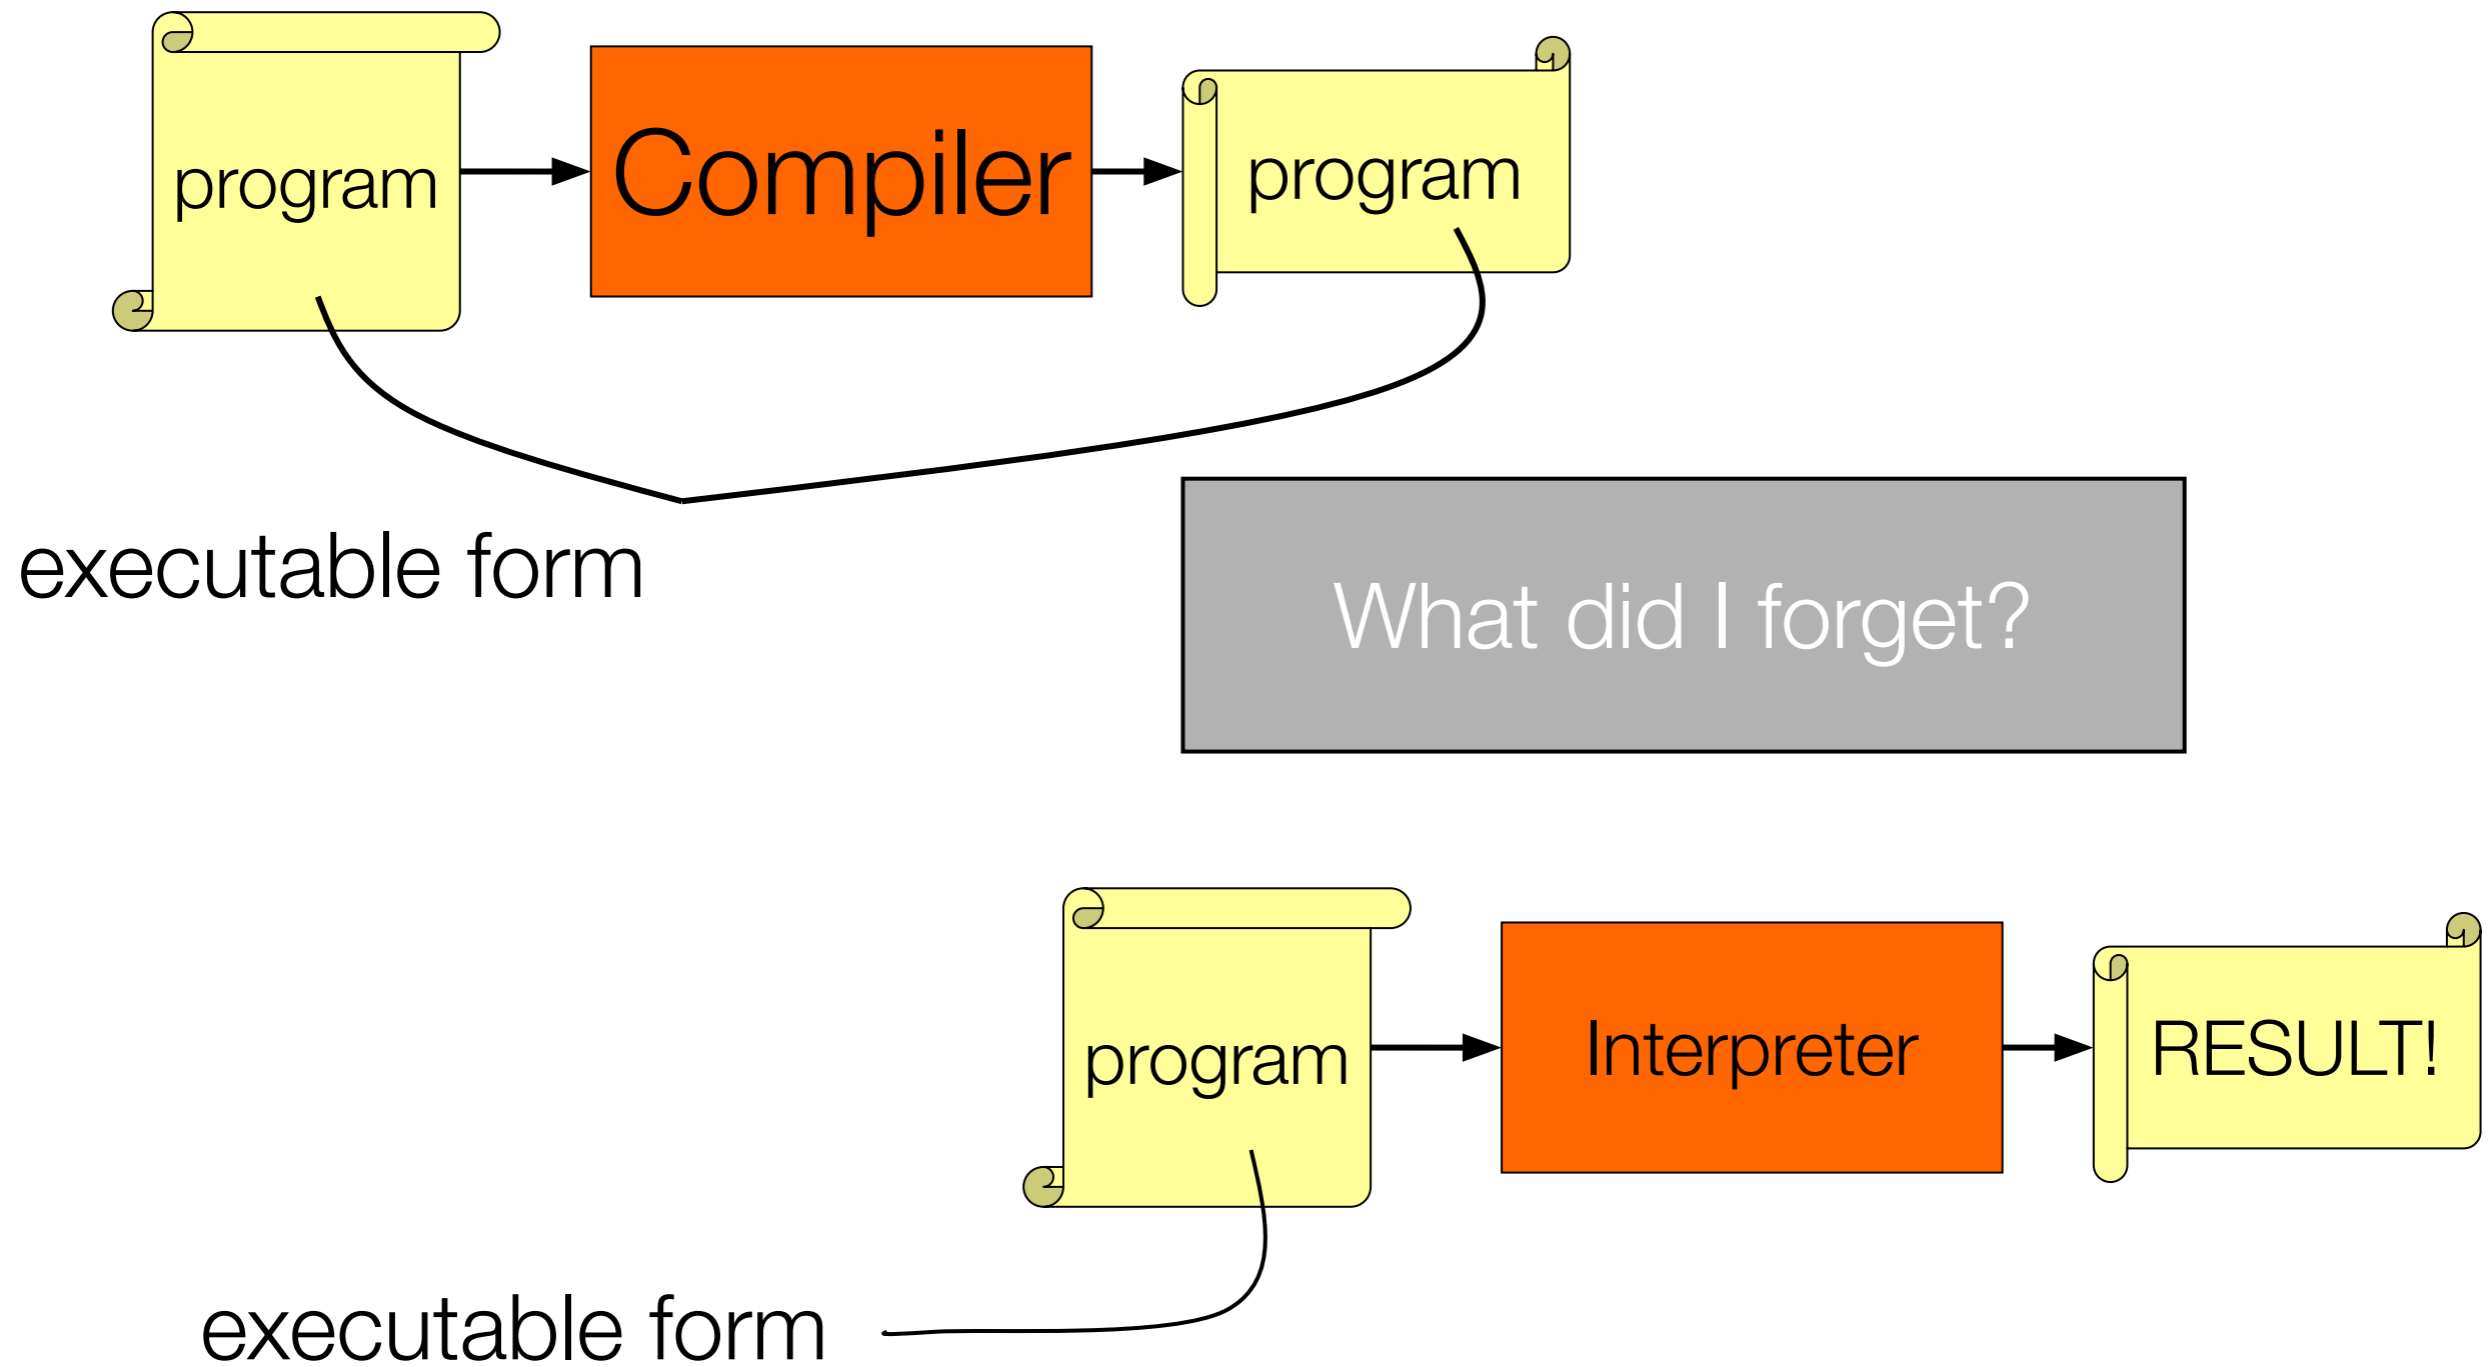 program
Compiler
program
executable form
What did I forget?
program
Interpreter
RESULT!
executable form